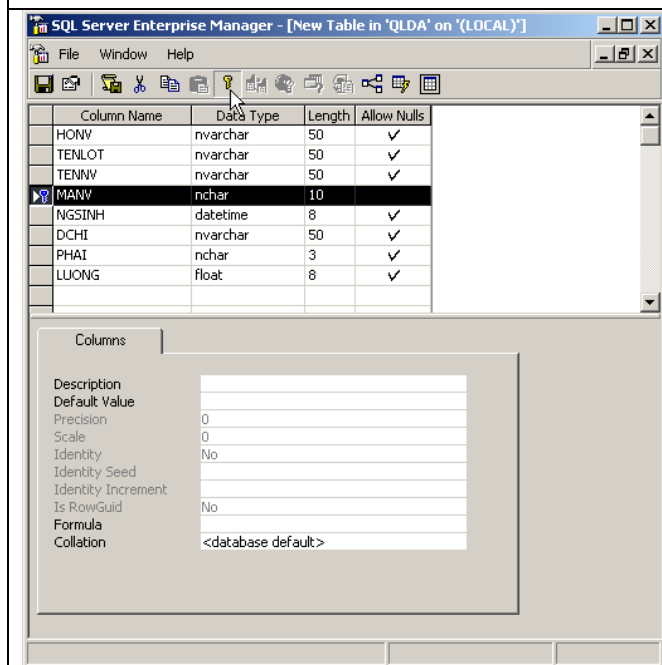 SQL Server Enterprise Manager - [New Table in 'QLDA' on '(LOCAL)']
File Window Help
Column Name Data Type Length Allow Nulls
HONV nvarchar 50 ✓
TENLOT nvarchar 50 ✓
TENNV nvarchar 50 ✓
MANV nchar 10
NGSINH datetime 8 ✓
DCHI nvarchar 50 ✓
PHAI nchar 3 ✓
LUONG float 8 ✓
Columns
Description
Default Value
Precision 0
Scale 0
Identity No
Identity Seed
Identity Increment
Is RowGuid No
Formula
Collation <database default>